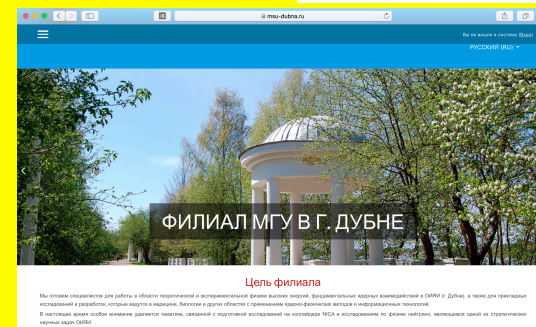 msu-dubna.ru
Вы не вошли в систему (Вход)
РУССКИЙ (RU)
ФИЛИАЛ МГУ В Г. ДУБНЕ
Цель филиала
Мы готовим специалистов для работы в области теоретической и экспериментальной физики высоких энергий, фундаментальных ядерных взаимодействий в ОИЯИ (г. Дубна), а также для прикладных
исследований и разработок, которые ведутся в медицине, биологии и других областях с применением ядерно-физических методов и информационных технологий.
В настоящее время особое внимание уделяется тематике, связанной с подготовкой исследований на коллайдере NICA и исследованиям по физике нейтрино, являющимся одной из стратегических
научных задач ОИЯИ.